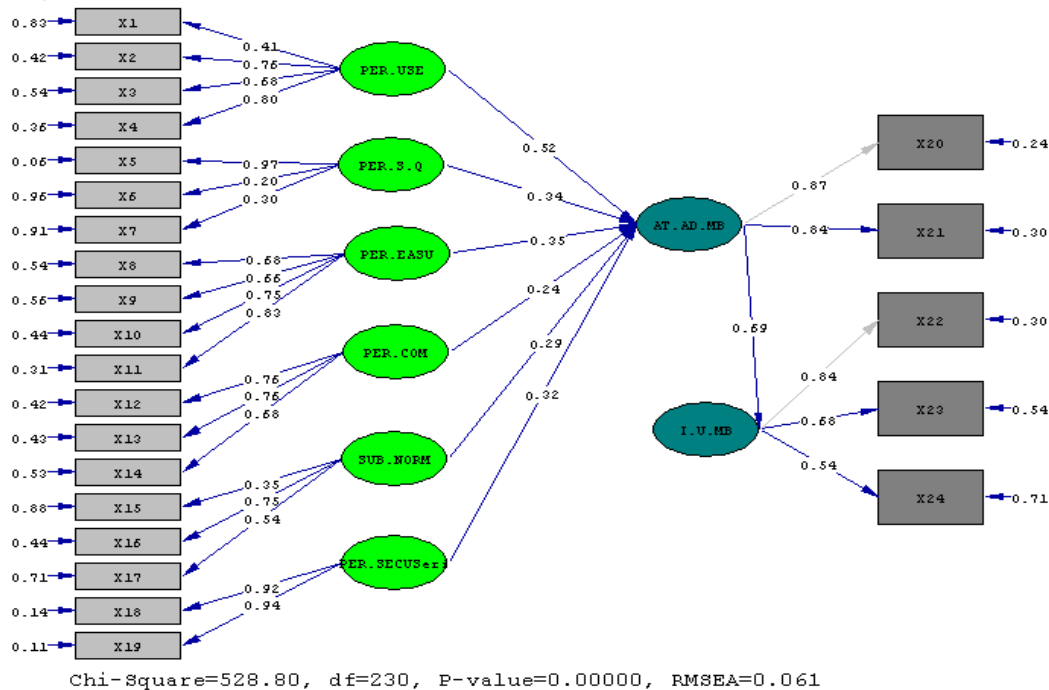 0.83 X1
0.42 X2
0.54 X3
0.36 X4
0.06 X5
0.96 X6
0.91 X7
0.54 X8
0.56 X9
0.44 X10
0.31 X11
0.42 X12
0.43 X13
0.53 X14
0.88 X15
0.44 X16
0.71 X17
0.14 X18
0.11 X19
0.41
0.76
0.68
0.80
PER.USE
0.97
0.20
0.30
PER.S.Q
0.68
0.66
0.75
0.83
PER.EASU
0.76
0.76
0.68
PER.COM
0.35
0.75
0.54
SUB.NORM
0.92
0.94
PER.SECUSer
0.52
0.34
0.35
0.24
0.29
0.32
AT.AD.MB
0.69
I.U.MB
0.87
0.84
0.84
0.68
0.54
X20 0.24
X21 0.30
X22 0.30
X23 0.54
X24 0.71
Chi-Square=528.80, df=230, P-value=0.00000, RMSEA=0.061